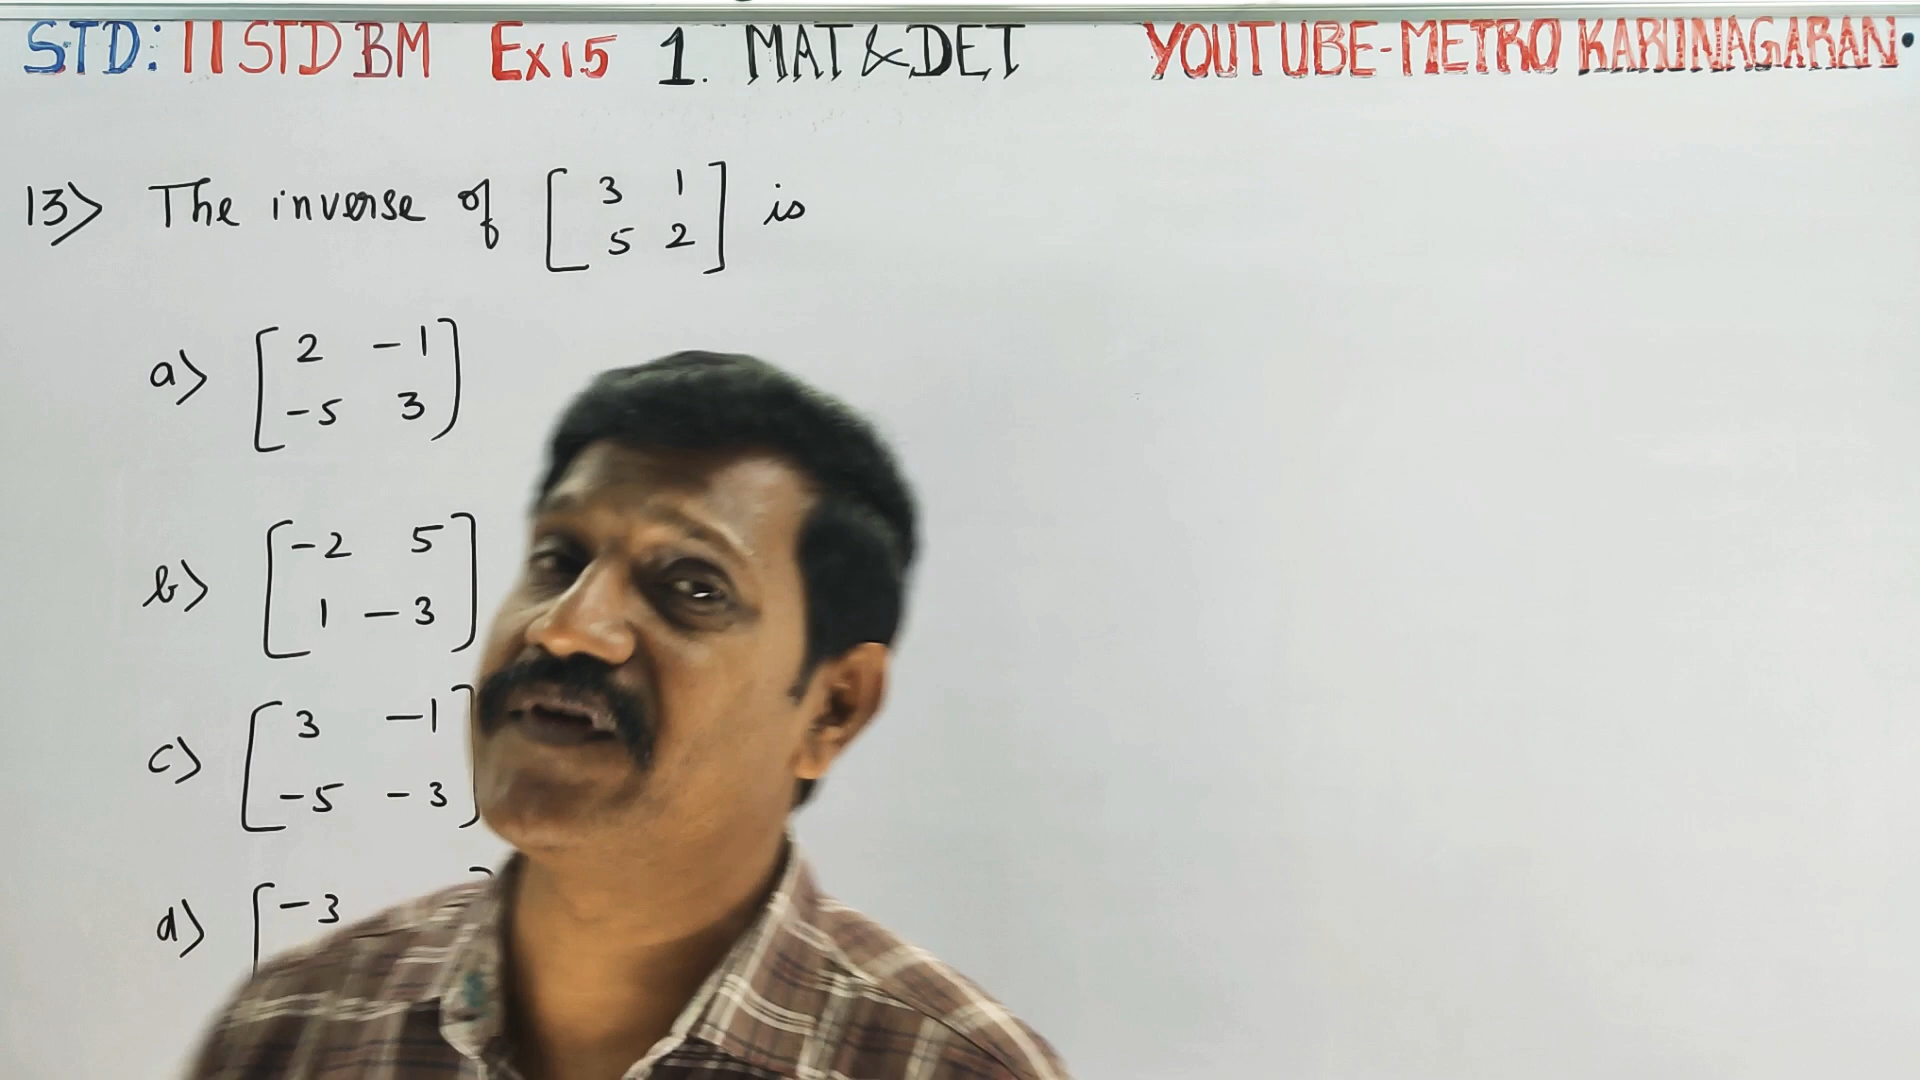 STD: 11 STD BM Ex 1.5 1. MAT & DET YOUTUBE-METRO KARUNAGARAN.
13> The inverse of [ 3 1 ] is
5 2
a> [ 2 -1 ]
-5 3
b> [ -2 5 ]
1 -3
c> [ 3 -1 ]
-5 -3
d> [ -3